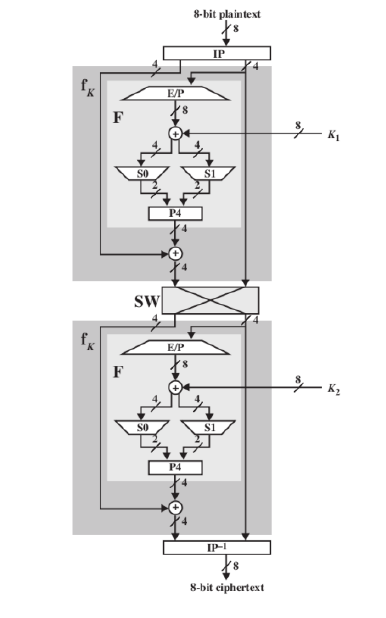 8-bit plaintext
8
IP
4 4
fK
E/P
F
8
4 4
8 K1
S0 S1
2 2
P4
4
4
SW
4 4
fK
E/P
F
8
4 4
8 K2
S0 S1
2 2
P4
4
4
IP–1
8
8-bit ciphertext